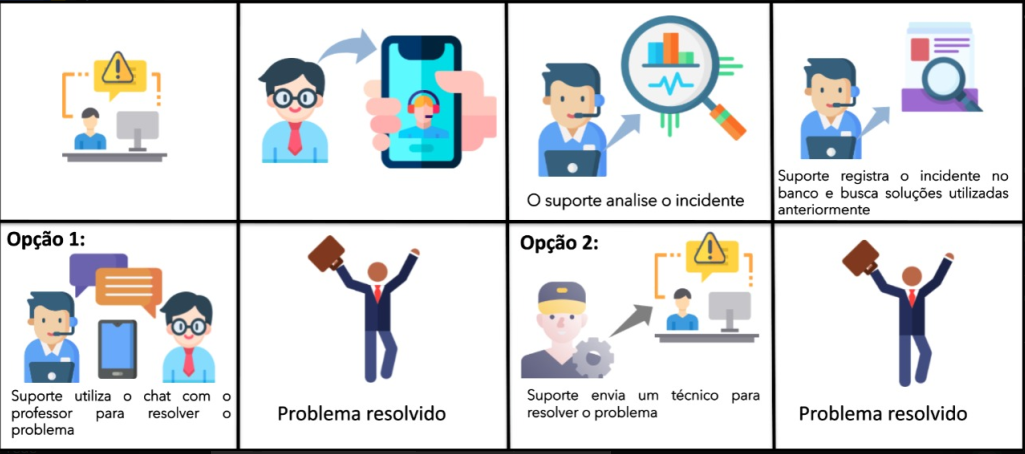 O suporte analise o incidente
Suporte registra o incidente no
banco e busca soluções utilizadas
anteriormente
Opção 1:
Suporte utiliza o chat com o
professor para resolver o
problema
Problema resolvido
Opção 2:
Suporte envia um técnico para
resolver o problema
Problema resolvido